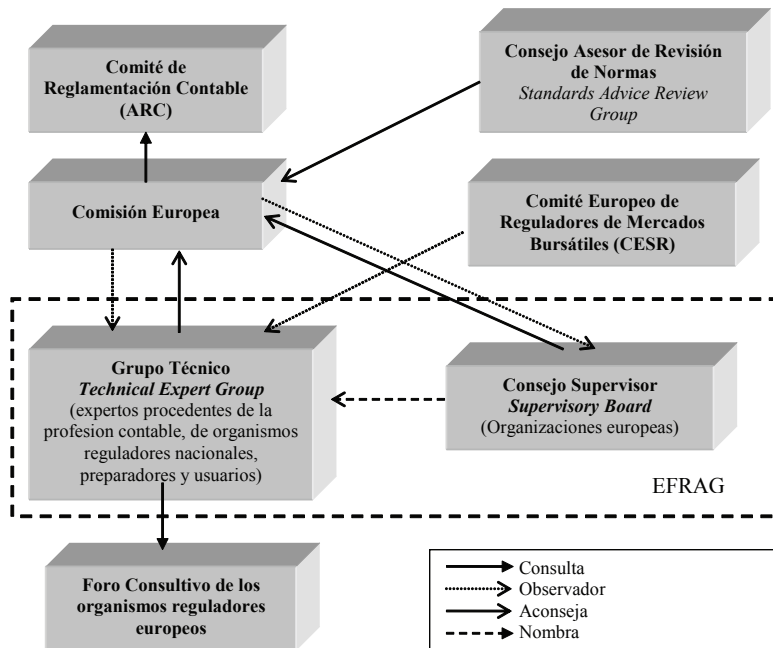 Comité de
Reglamentación Contable
(ARC)
Consejo Asesor de Revisión
de Normas
Standards Advice Review
Group
Comisión Europea
Comité Europeo de
Reguladores de Mercados
Bursátiles (CESR)
Grupo Técnico
Technical Expert Group
(expertos procedentes de la
profesion contable, de organismos
reguladores nacionales,
preparadores y usuarios)
Consejo Supervisor
Supervisory Board
(Organizaciones europeas)
EFRAG
Foro Consultivo de los
organismos reguladores
europeos
Consulta
Observador
Aconseja
Nombra